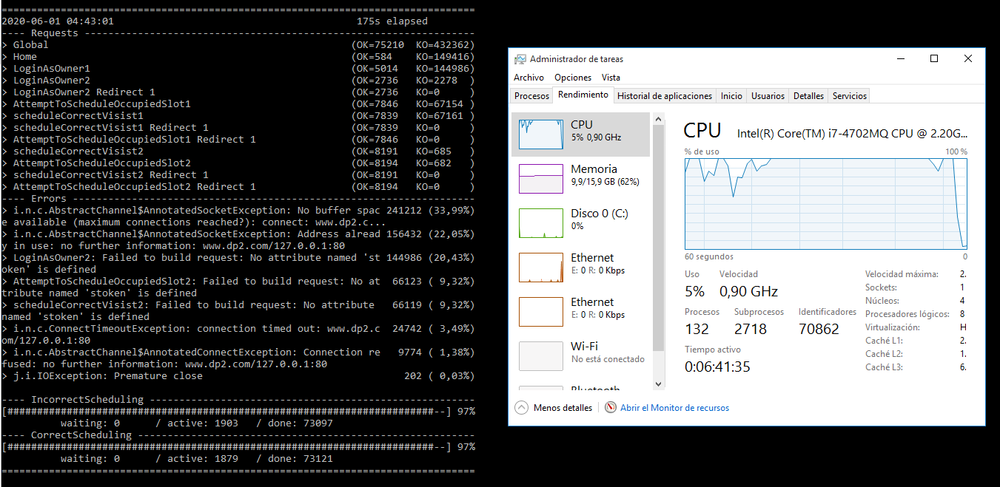 ================================================================================
2020-06-01 04:43:01                                         175s elapsed
---- Requests ------------------------------------------------------------------
> Global                                                   (OK=75210  KO=432362)
> Home                                                     (OK=584    KO=149416)
> LoginAsOwner1                                            (OK=5014   KO=144986)
> LoginAsOwner2                                            (OK=2736   KO=2278  )
> LoginAsOwner2 Redirect 1                                 (OK=2736   KO=0     )
> AttemptToScheduleOccupiedSlot1                           (OK=7846   KO=67154 )
> scheduleCorrectVisist1                                   (OK=7839   KO=67161 )
> scheduleCorrectVisist1 Redirect 1                        (OK=7839   KO=0     )
> AttemptToScheduleOccupiedSlot1 Redirect 1                (OK=7846   KO=0     )
> scheduleCorrectVisist2                                   (OK=8191   KO=685   )
> AttemptToScheduleOccupiedSlot2                           (OK=8194   KO=682   )
> scheduleCorrectVisist2 Redirect 1                        (OK=8191   KO=0     )
> AttemptToScheduleOccupiedSlot2 Redirect 1                (OK=8194   KO=0     )
---- Errors --------------------------------------------------------------------
> i.n.c.AbstractChannel$AnnotatedSocketException: No buffer spac 241212 (33,99%)
e available (maximum connections reached?): connect: www.dp2.c...
> i.n.c.AbstractChannel$AnnotatedSocketException: Address alread 156432 (22,05%)
y in use: no further information: www.dp2.com/127.0.0.1:80
> LoginAsOwner2: Failed to build request: No attribute named 'st 144986 (20,43%)
oken' is defined
> AttemptToScheduleOccupiedSlot2: Failed to build request: No at  66123 ( 9,32%)
tribute named 'stoken' is defined
> scheduleCorrectVisist2: Failed to build request: No attribute   66119 ( 9,32%)
named 'stoken' is defined
> i.n.c.ConnectTimeoutException: connection timed out: www.dp2.c  24742 ( 3,49%)
om/127.0.0.1:80
> i.n.c.AbstractChannel$AnnotatedConnectException: Connection re   9774 ( 1,38%)
fused: no further information: www.dp2.com/127.0.0.1:80
> j.i.IOException: Premature close                                  202 ( 0,03%)
---- IncorrectScheduling -------------------------------------------------------
[########################################################################--] 97%
          waiting: 0      / active: 1903   / done: 73097
---- CorrectScheduling ---------------------------------------------------------
[########################################################################--] 97%
          waiting: 0      / active: 1879   / done: 73121
================================================================================
Administrador de tareas
Archivo Opciones Vista
Procesos Rendimiento Historial de aplicaciones Inicio Usuarios Detalles Servicios
CPU
5% 0,90 GHz
Memoria
9,9/15,9 GB (62%)
Disco 0 (C:)
0%
Ethernet
E: 0 R: 0 Kbps
Ethernet
E: 0 R: 0 Kbps
Wi-Fi
No está conectado
Bluetooth
CPU Intel(R) Core(TM) i7-4702MQ CPU @ 2.20G...
% de uso 100 %
60 segundos 0
Uso Velocidad
5% 0,90 GHz
Procesos Subprocesos Identificadores
132 2718 70862
Tiempo activo
0:06:41:35
Velocidad máxima: 2.
Sockets: 1
Núcleos: 4
Procesadores lógicos: 8
Virtualización: H
Caché L1: 2.
Caché L2: 1.
Caché L3: 6.
Menos detalles Abrir el Monitor de recursos